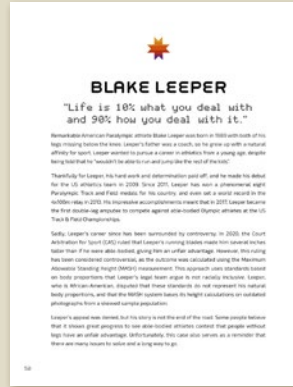 BLAKE LEEPER
"Life is 10% what you deal with
and 90% how you deal with it."
Remarkable American Paralympic athlete Blake Leeper was born in 1989 with both of his
legs missing below the knee. Leeper's father was a coach, so he grew up with a natural
affinity for sport. Leeper wanted to pursue a career in athletics from a young age, despite
being told that he "wouldn't be able to run and jump like the rest of the kids".
Thankfully for Leeper, his hard work and determination paid off, and he made his debut
for the US athletics team in 2009. Since 2011, Leeper has won a phenomenal eight
Paralympic Track and Field medals for his country, and even set a world record in the
4x100m relay in 2013. His impressive accomplishments meant that in 2017, Leeper became
the first double-leg amputee to compete against able-bodied Olympic athletes at the US
Track & Field Championships.
Sadly, Leeper's career since has been surrounded by controversy. In 2020, the Court
Arbitration for Sport (CAS) ruled that Leeper's running blades made him several inches
taller than if he were able-bodied, giving him an unfair advantage. However, this ruling
has been considered controversial, as the outcome was calculated using the Maximum
Allowable Standing Height (MASH) measurement. This approach uses standards based
on body proportions that Leeper's legal team argue is not racially inclusive: Leeper,
who is African-American, disputed that these standards do not represent his natural
body proportions, and that the MASH system bases its height calculations on outdated
photographs from a skewed sample population.
Leeper's appeal was denied, but his story is not the end of the road. Some people believe
that it shows great progress to see able-bodied athletes contest that people without
legs have an unfair advantage. Unfortunately, this case also serves as a reminder that
there are many issues to solve and a long way to go.